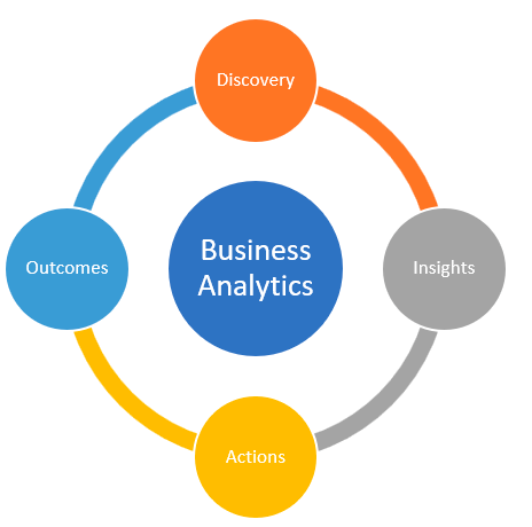 Discovery
Outcomes
Business
Analytics
Insights
Actions